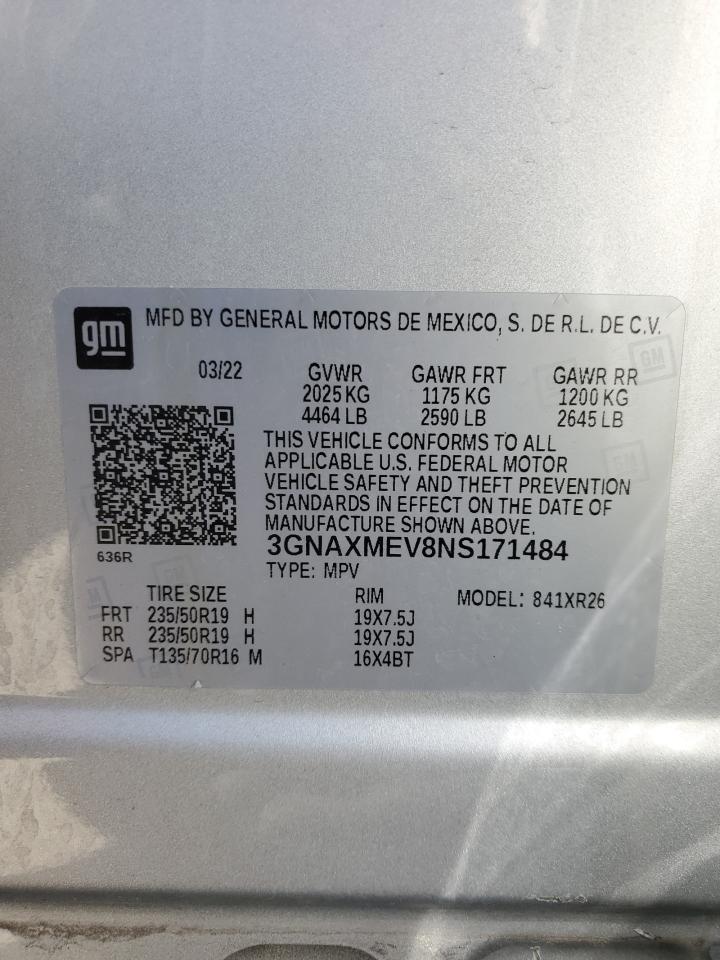 gm
MFD BY GENERAL MOTORS DE MEXICO, S. DE R.L. DE C.V.
03/22 GVWR GAWR FRT GAWR RR
2025 KG 1175 KG 1200 KG
4464 LB 2590 LB 2645 LB
THIS VEHICLE CONFORMS TO ALL
APPLICABLE U.S. FEDERAL MOTOR
VEHICLE SAFETY AND THEFT PREVENTION
STANDARDS IN EFFECT ON THE DATE OF
MANUFACTURE SHOWN ABOVE.
3GNAXMEV8NS171484
636R
TYPE: MPV
TIRE SIZE RIM MODEL: 841XR26
FRT 235/50R19 H 19X7.5J
RR 235/50R19 H 19X7.5J
SPA T135/70R16 M 16X4BT